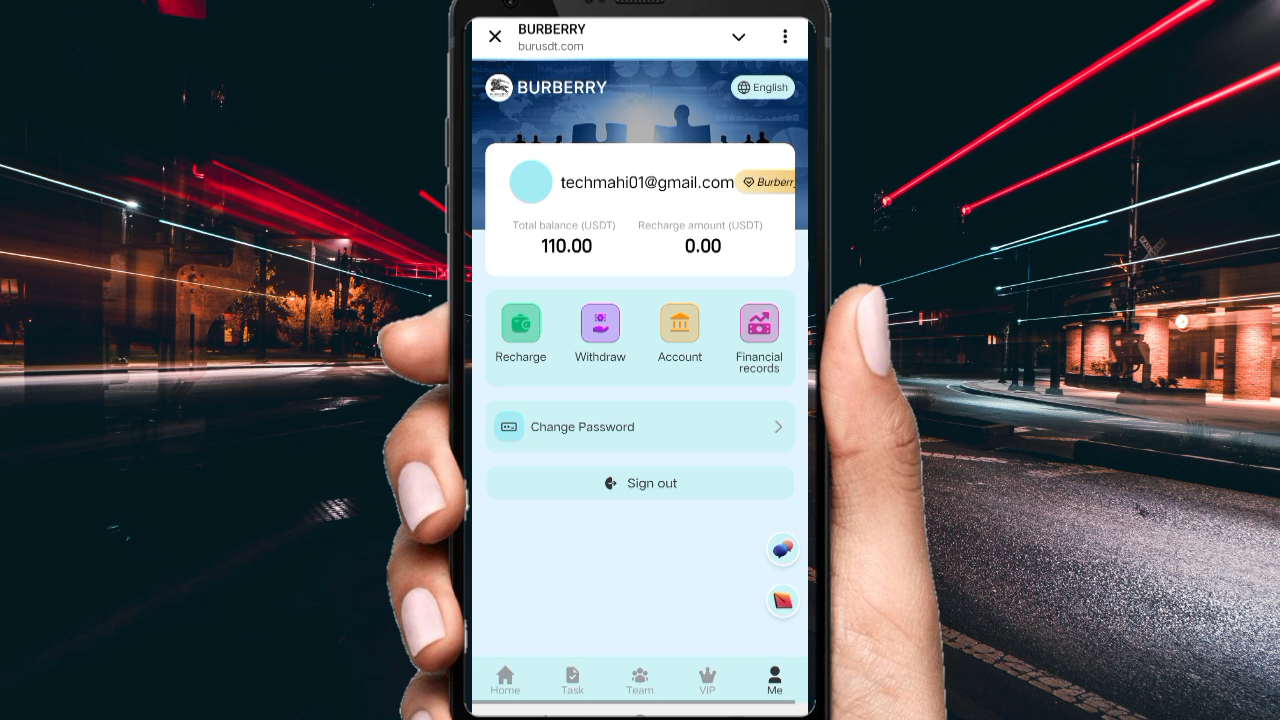 BURBERRY
burusdt.com
BURBERRY
English
techmahi01@gmail.com
Total balance (USDT)
Recharge amount (USDT)
110.00
0.00
Recharge
Withdraw
Account
Financial
records
Change Password
Sign out
Home
Task
Team
VIP
Me